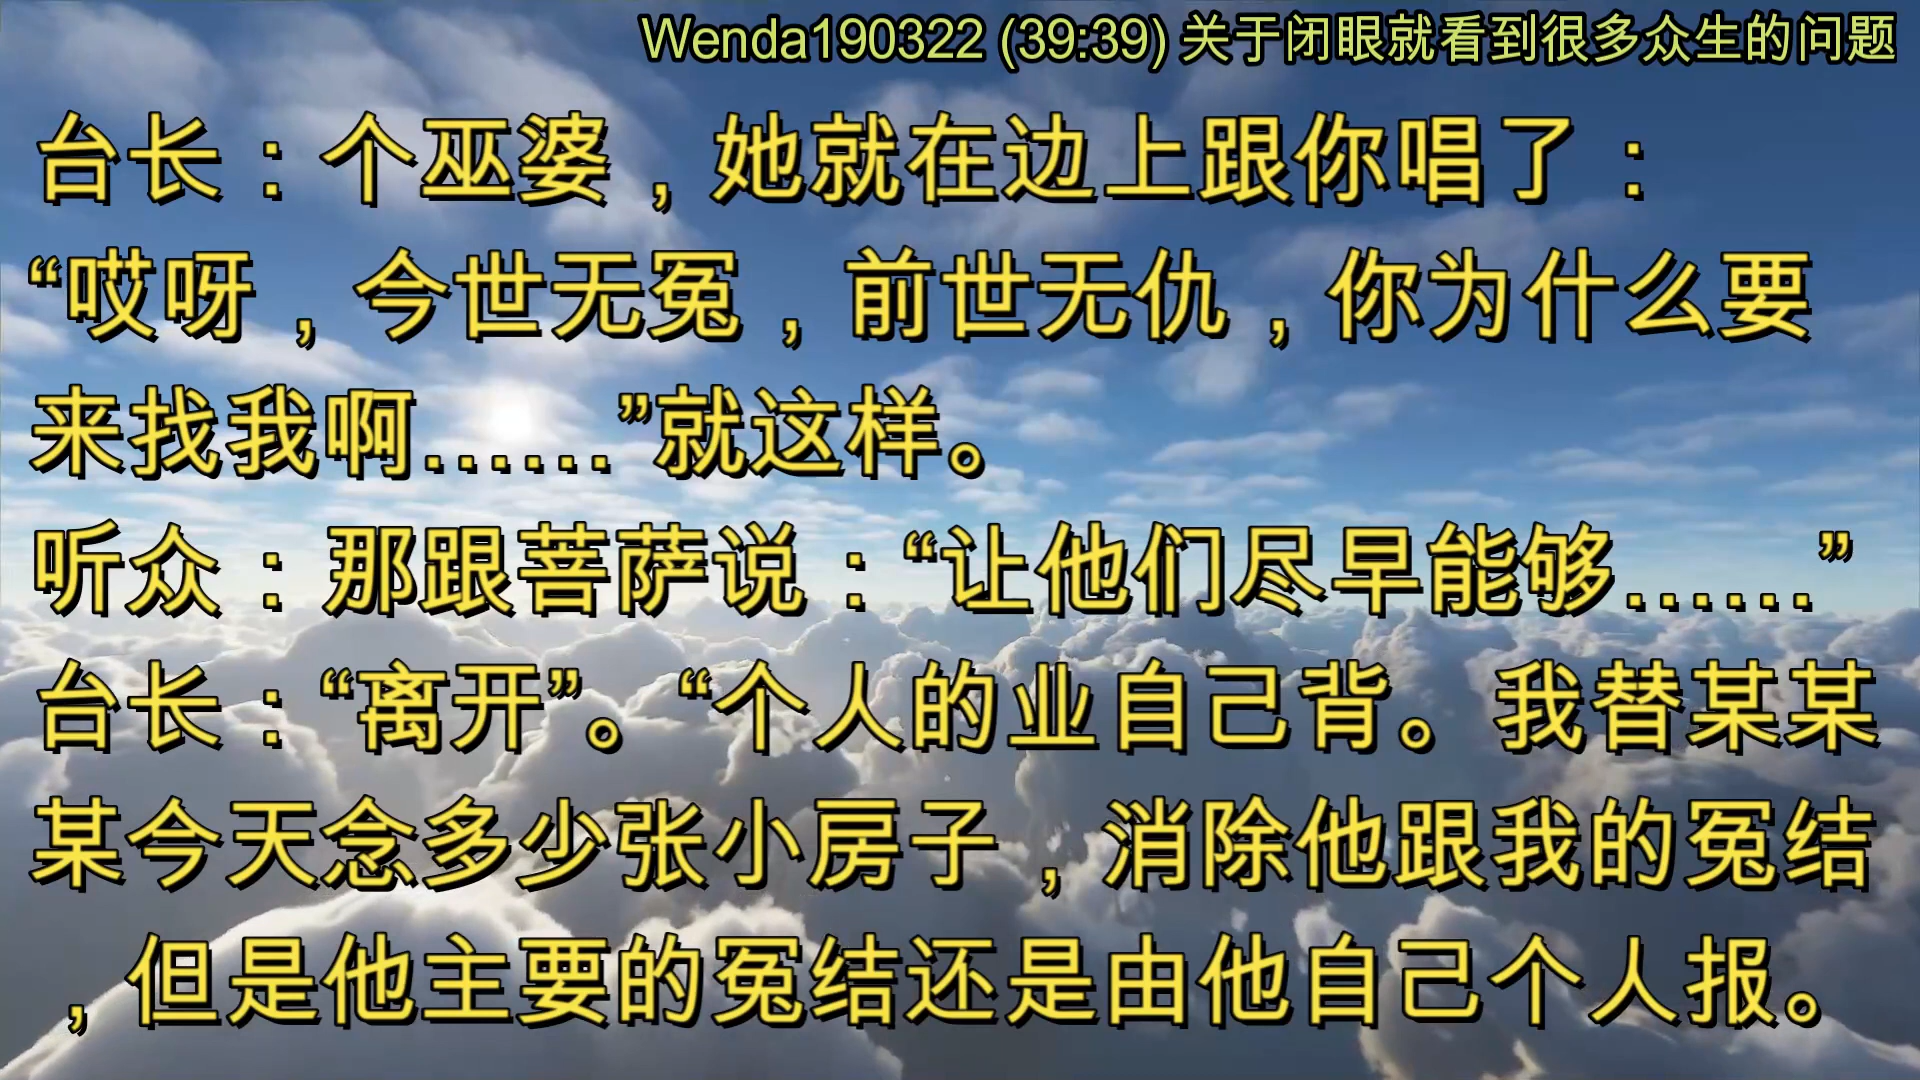 Wenda190322 (39:39) 关于闭眼就看到很多众生的问题
台长：个巫婆，她就在边上跟你唱了：
“哎呀，今世无冤，前世无仇，你为什么要
来找我啊……”就这样。
听众：那跟菩萨说：“让他们尽早能够……”
台长：“离开”。“个人的业自己背。我替某某
某今天念多少张小房子，消除他跟我的冤结
，但是他主要的冤结还是由他自己个人报。